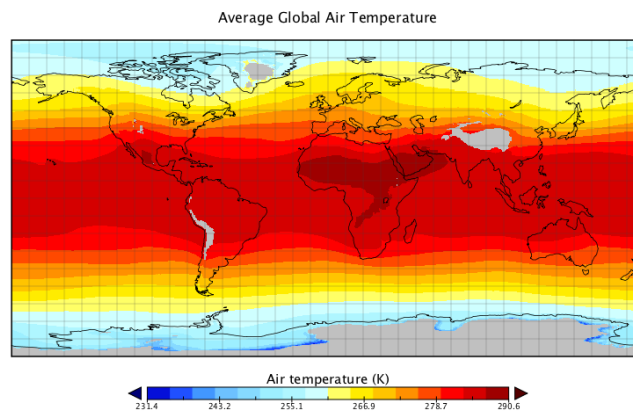 Average Global Air Temperature
Air temperature (K)
231.4 243.2 255.1 266.9 278.7 290.6